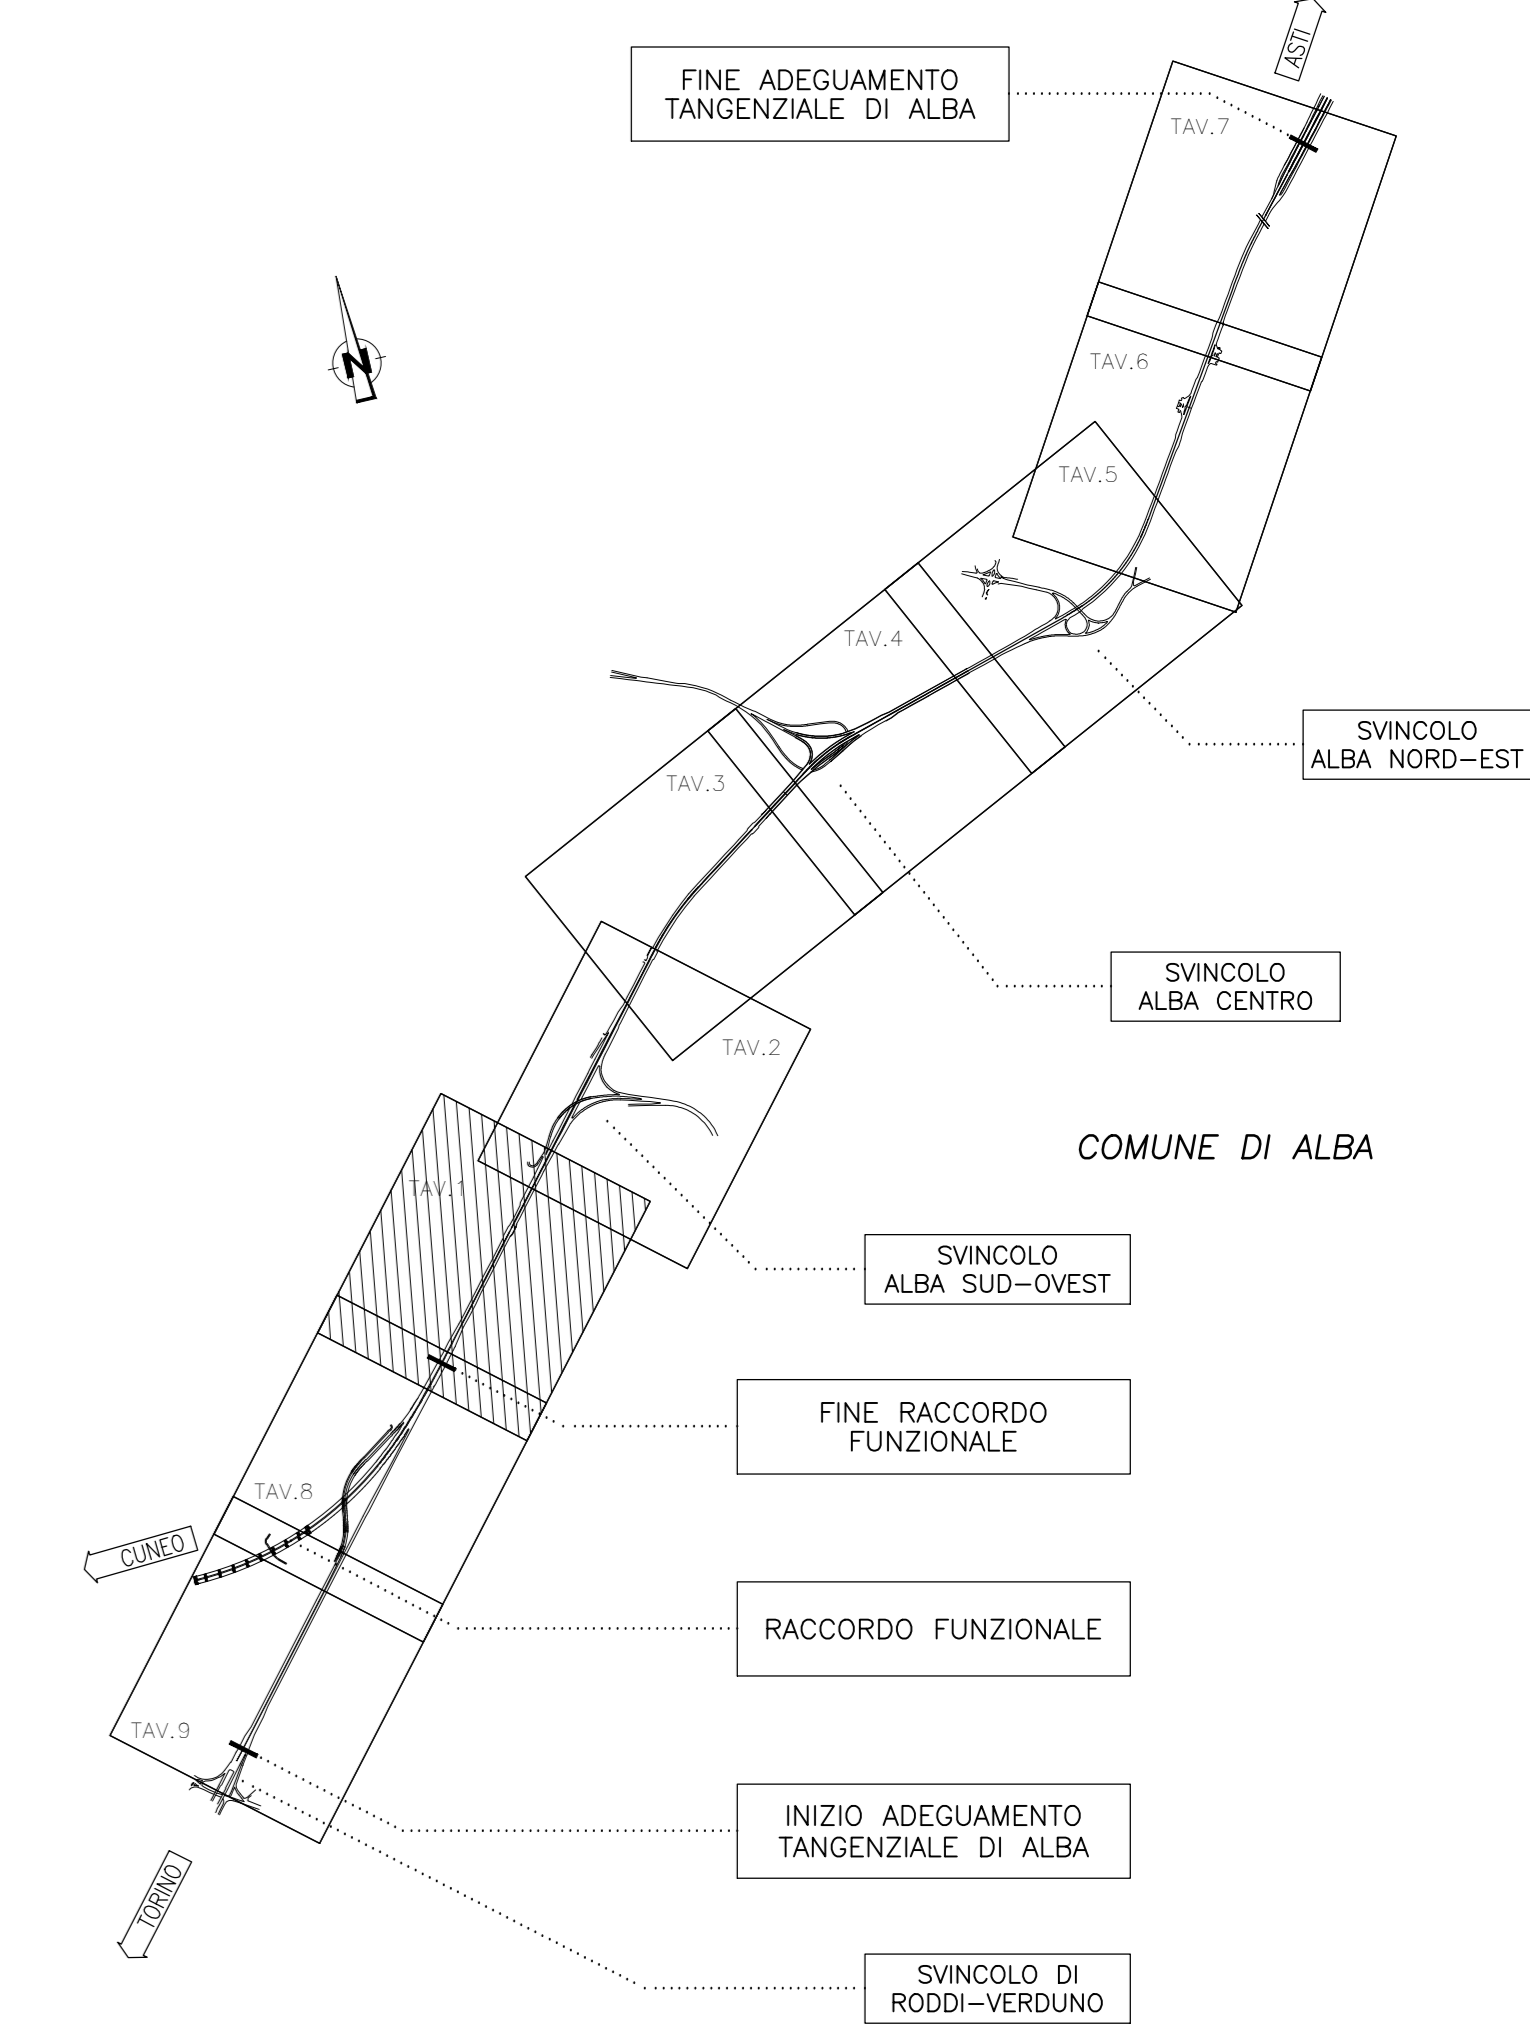 ASTI
FINE ADEGUAMENTO
TANGENZIALE DI ALBA
TAV.7
N
TAV.6
TAV.5
TAV.4
SVINCOLO
ALBA NORD-EST
TAV.3
SVINCOLO
ALBA CENTRO
TAV.2
COMUNE DI ALBA
TAV.1
SVINCOLO
ALBA SUD-OVEST
FINE RACCORDO
FUNZIONALE
TAV.8
CUNEO
RACCORDO FUNZIONALE
TAV.9
INIZIO ADEGUAMENTO
TANGENZIALE DI ALBA
TORINO
SVINCOLO DI
RODDI-VERDUNO